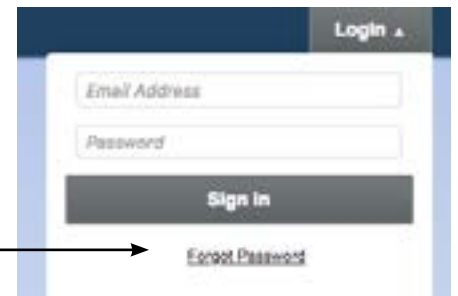 Login ▲
Email Address
Password
Sign in
Forgot Password